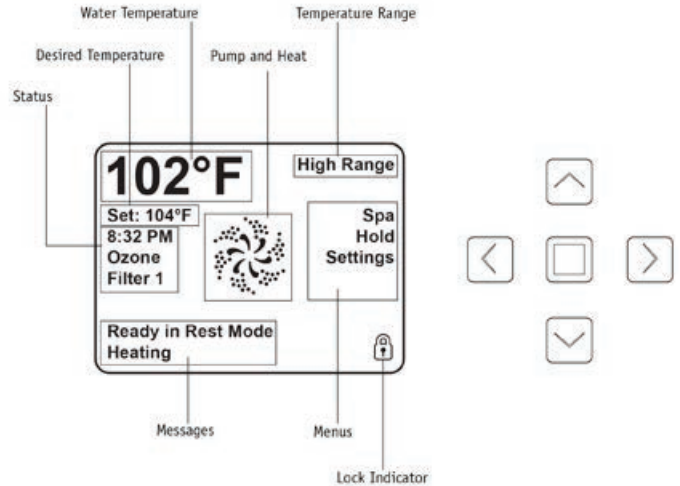 Water Temperature
Temperature Range
Desired Temperature
Pump and Heat
Status
102°F
High Range
Set: 104°F
8:32 PM
Ozone
Filter 1
Spa
Hold
Settings
Ready in Rest Mode
Heating
Messages
Menus
Lock Indicator